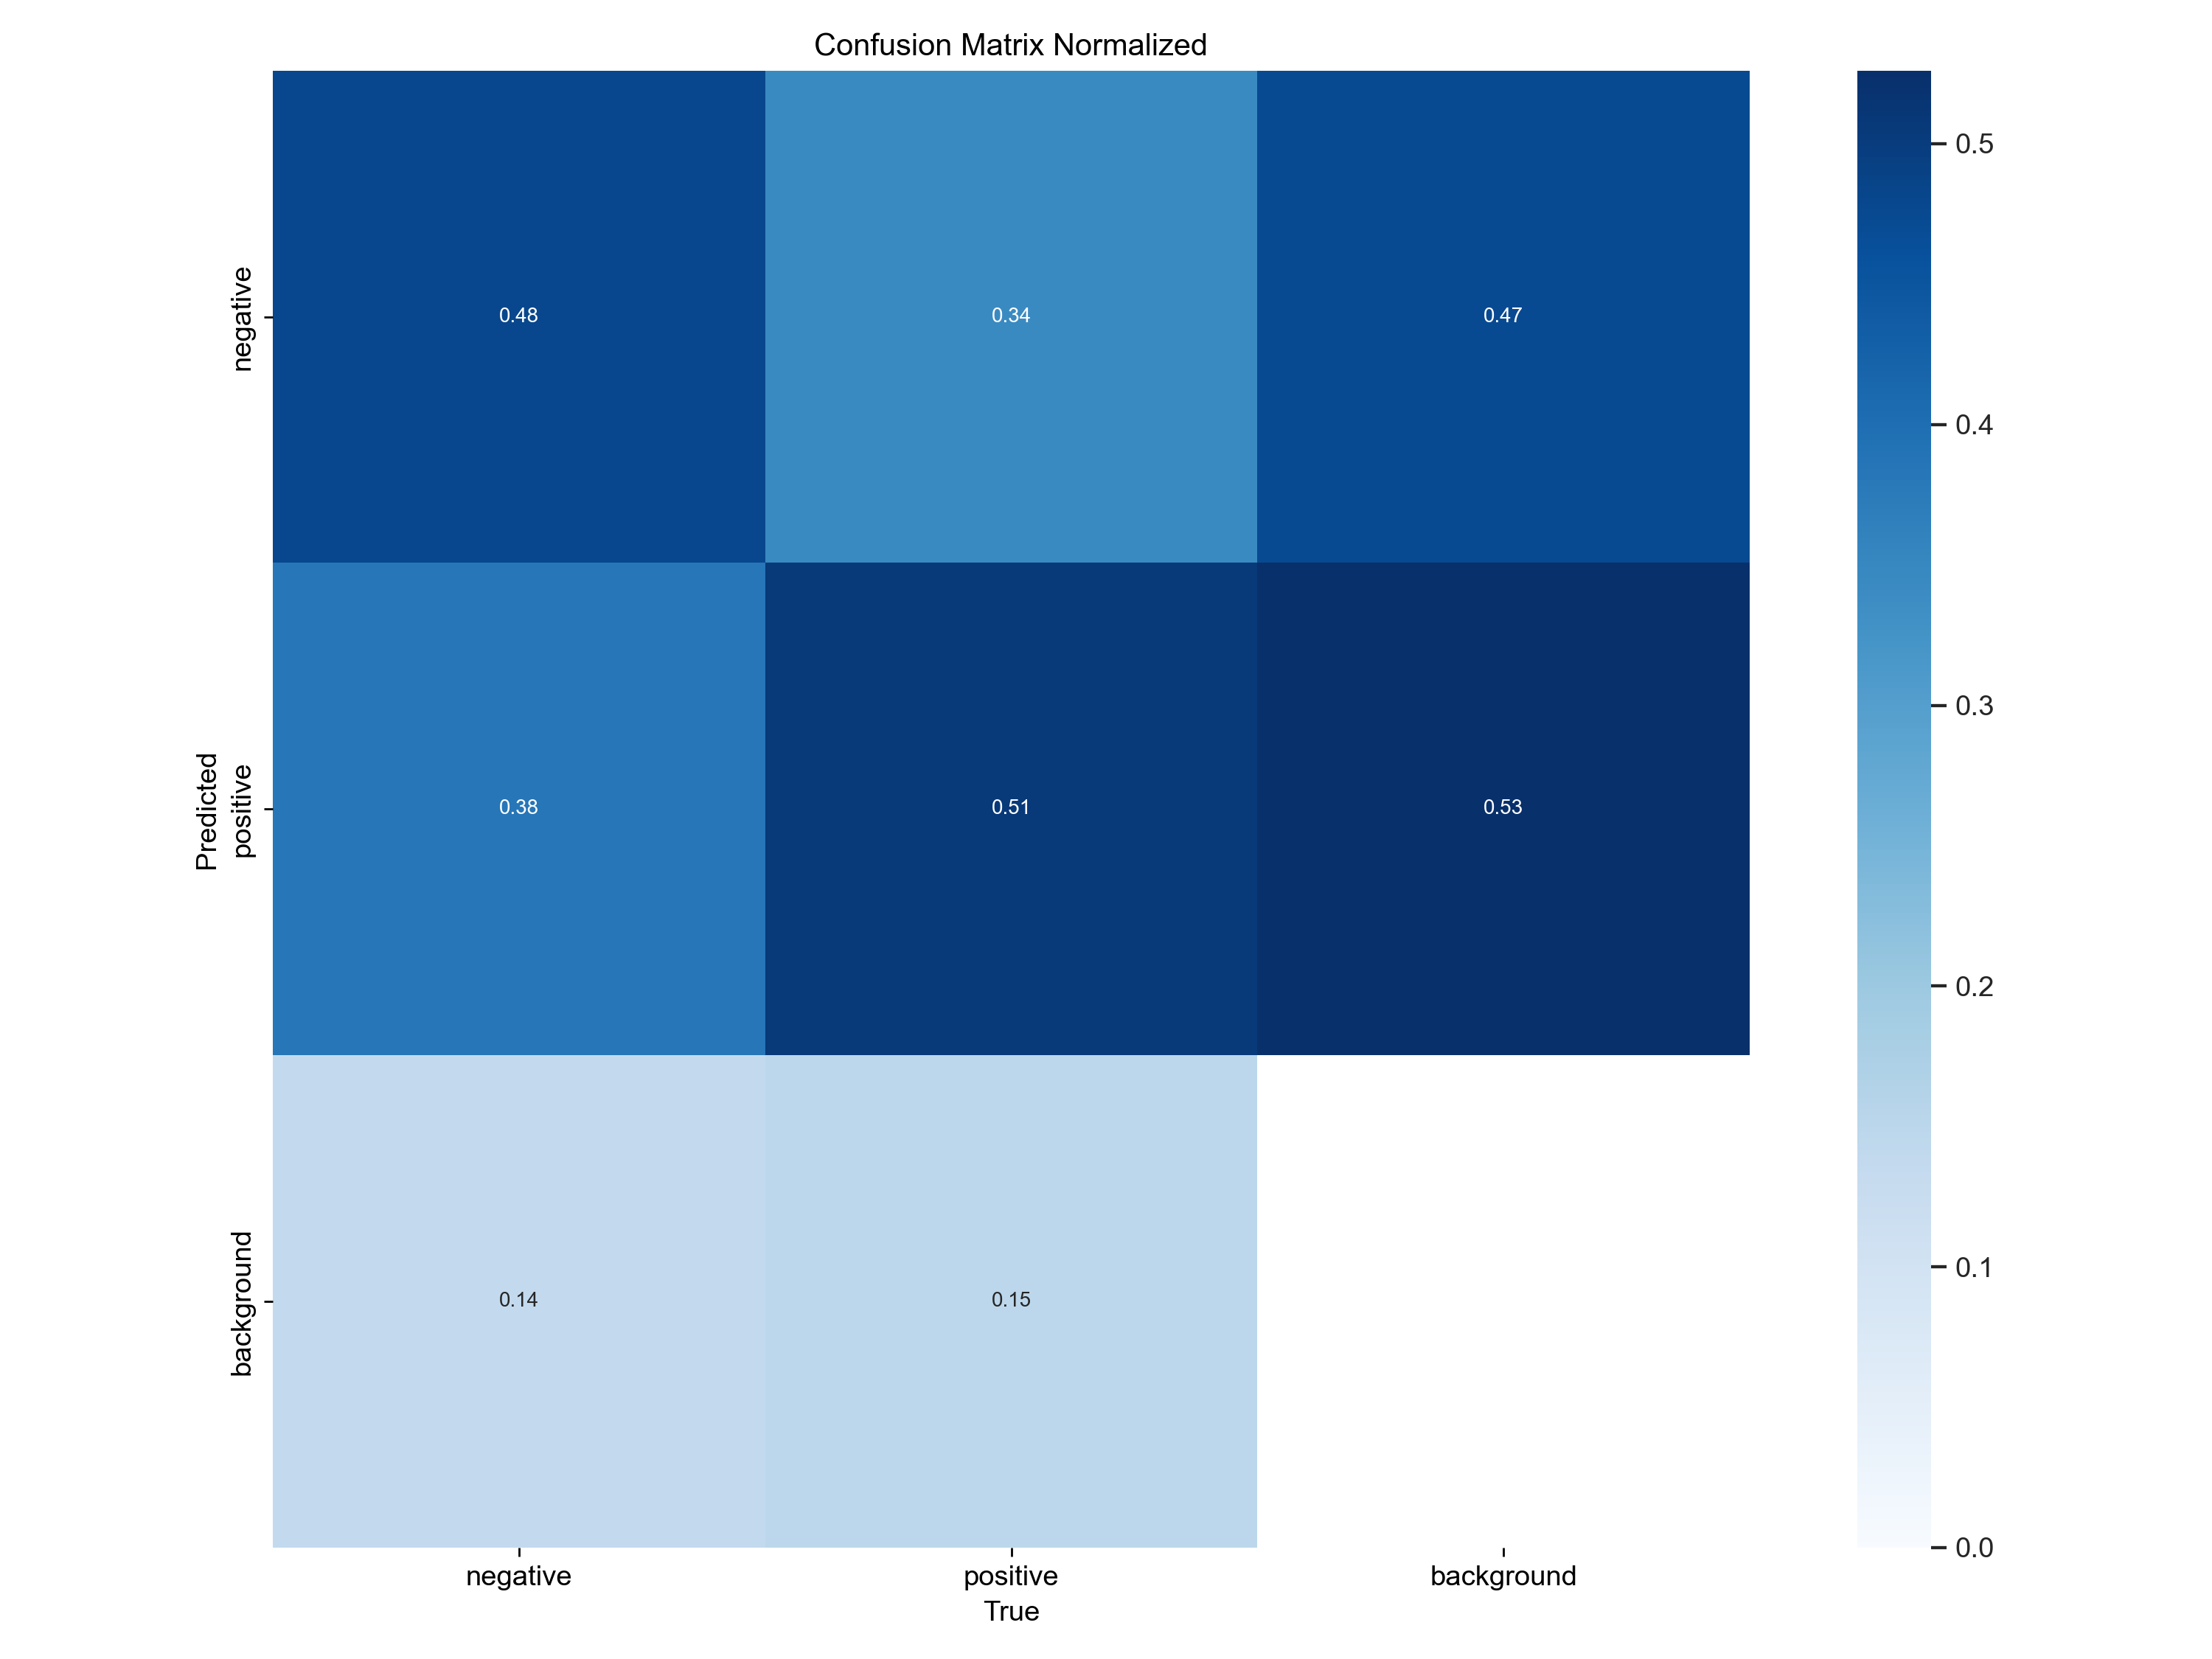 Confusion Matrix Normalized
negative
0.48
0.34
0.47
Predicted
positive
0.38
0.51
0.53
background
0.14
0.15
negative
positive
background
True
0.5
0.4
0.3
0.2
0.1
0.0